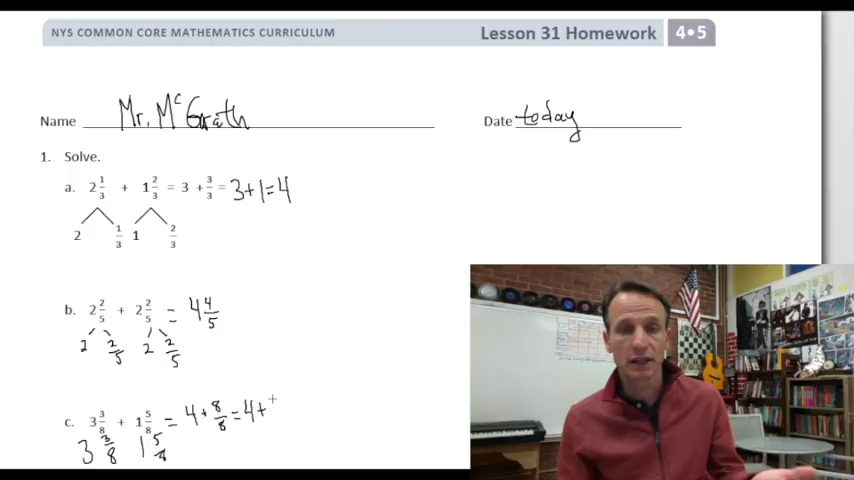 NYS COMMON CORE MATHEMATICS CURRICULUM Lesson 31 Homework 4•5
Name Mr. McGrath Date today
1. Solve.
a. 2 1/3 + 1 2/3 = 3 + 3/3 = 3+1=4
2 1/3 1 2/3
b. 2 2/5 + 2 2/5 = 4 4/5
2 2/5 2 2/5
c. 3 3/8 + 1 5/8 = 4 + 8/8 = 4+
3 3/8 1 5/8